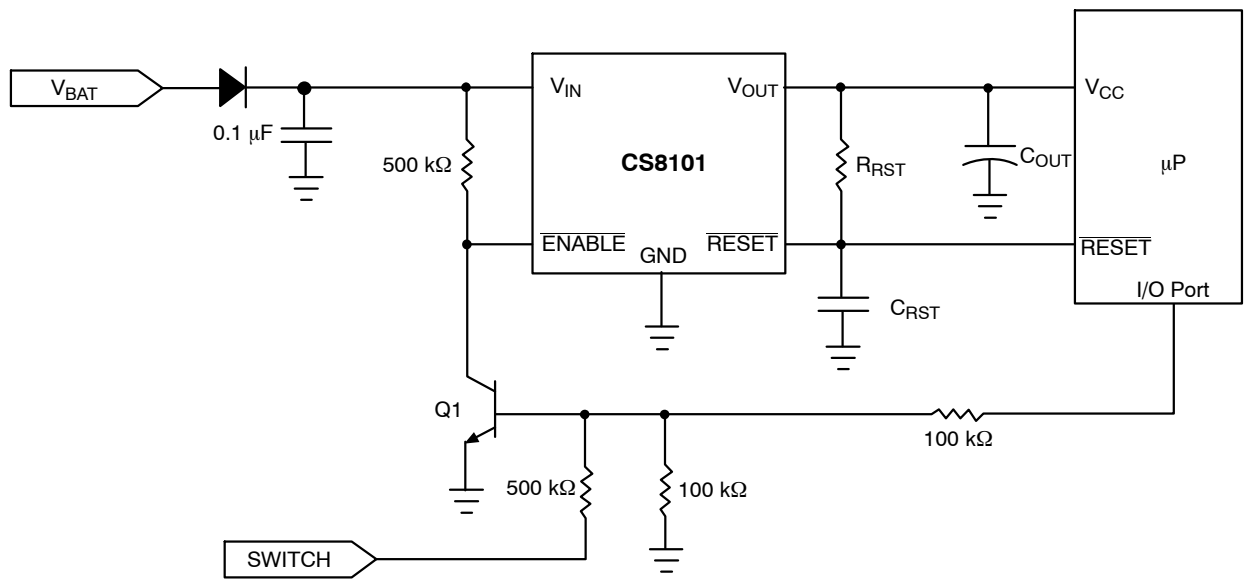 V_BAT
0.1 μF
500 kΩ
V_IN
V_OUT
CS8101
ENABLE
RESET
GND
R_RST
C_OUT
V_CC
μP
RESET
I/O Port
C_RST
Q1
100 kΩ
500 kΩ
100 kΩ
SWITCH